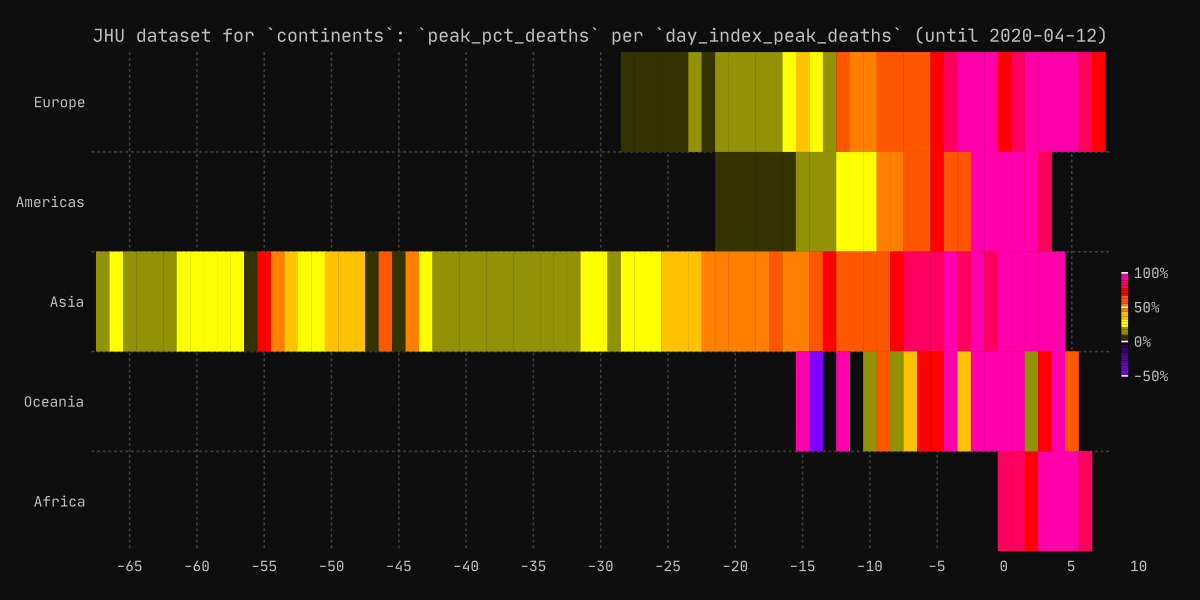 JHU dataset for `continents`: `peak_pct_deaths` per `day_index_peak_deaths` (until 2020-04-12)
Europe
Americas
Asia
Oceania
Africa
100%
50%
0%
-50%
-65 -60 -55 -50 -45 -40 -35 -30 -25 -20 -15 -10 -5 0 5 10